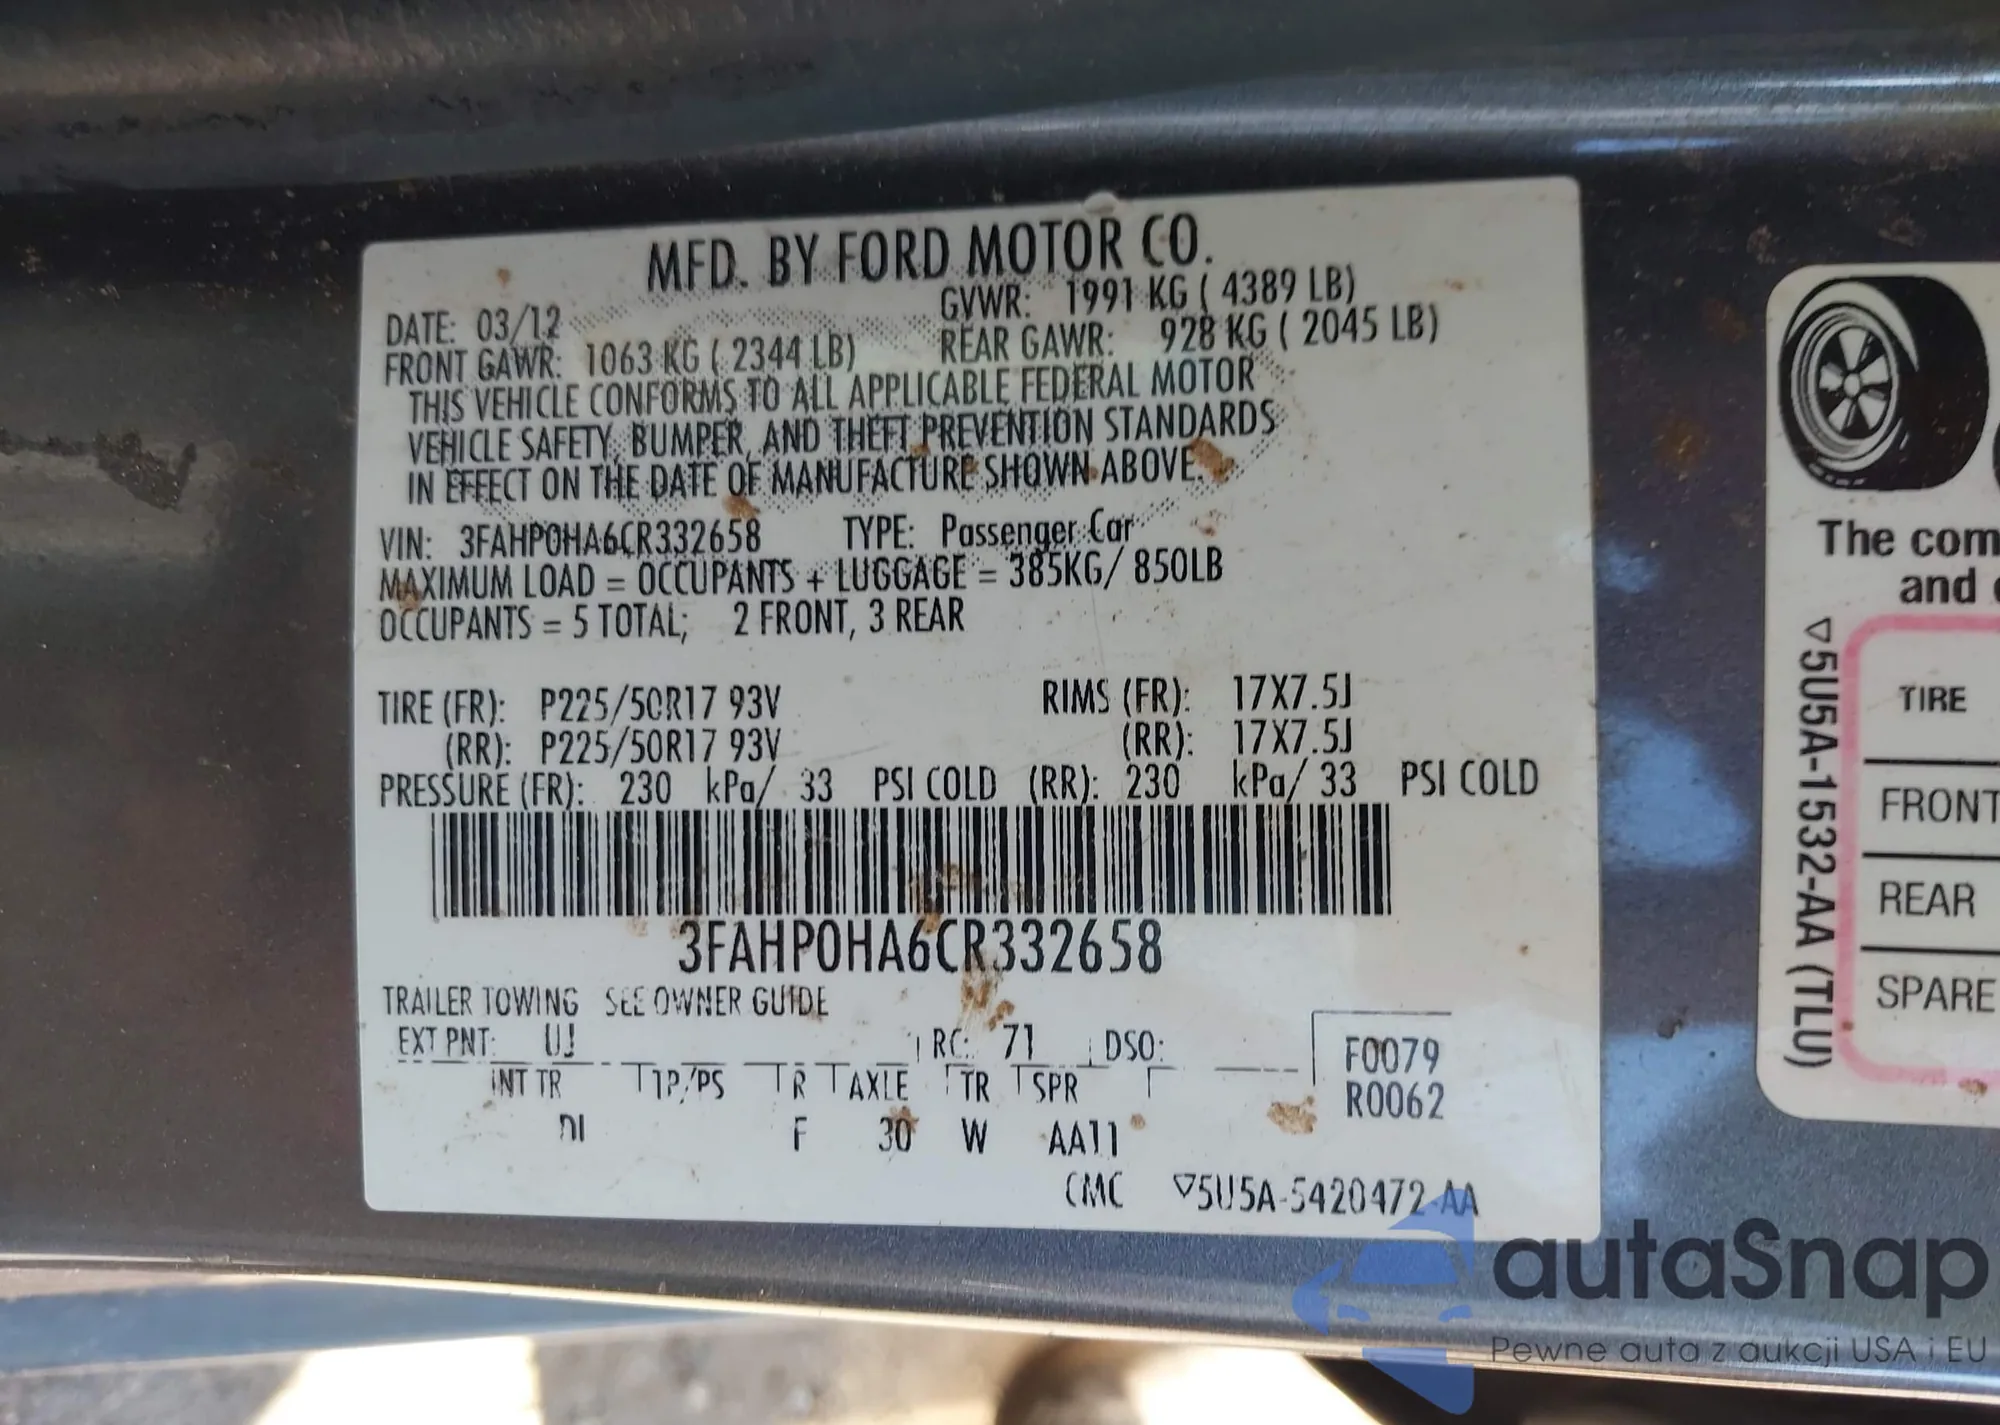 MFD. BY FORD MOTOR CO.
DATE: 03/12 GVWR: 1991 KG ( 4389 LB)
FRONT GAWR: 1063 KG ( 2344 LB) REAR GAWR: 928 KG ( 2045 LB)
THIS VEHICLE CONFORMS TO ALL APPLICABLE FEDERAL MOTOR
VEHICLE SAFETY, BUMPER, AND THEFT PREVENTION STANDARDS
IN EFFECT ON THE DATE OF MANUFACTURE SHOWN ABOVE.
VIN: 3FAHP0HA6CR332658 TYPE: Passenger Car
MAXIMUM LOAD = OCCUPANTS + LUGGAGE = 385KG/ 850LB
OCCUPANTS = 5 TOTAL; 2 FRONT, 3 REAR
TIRE (FR): P225/50R17 93V RIMS (FR): 17X7.5J
(RR): P225/50R17 93V (RR): 17X7.5J
PRESSURE (FR): 230 kPa/ 33 PSI COLD (RR): 230 kPa/ 33 PSI COLD
3FAHP0HA6CR332658
TRAILER TOWING SEE OWNER GUIDE
EXT PNT: UJ RC: 71 DSO: F0079
INT TR TP/PS R AXLE TR SPR R0062
F 30 W AA11
CMC ▽5U5A-5420472-AA
The com
and
▽5U5A-1532-AA (TLU)
TIRE
FRONT
REAR
SPARE
autaSnap
Pewne auta z aukcji USA i EU